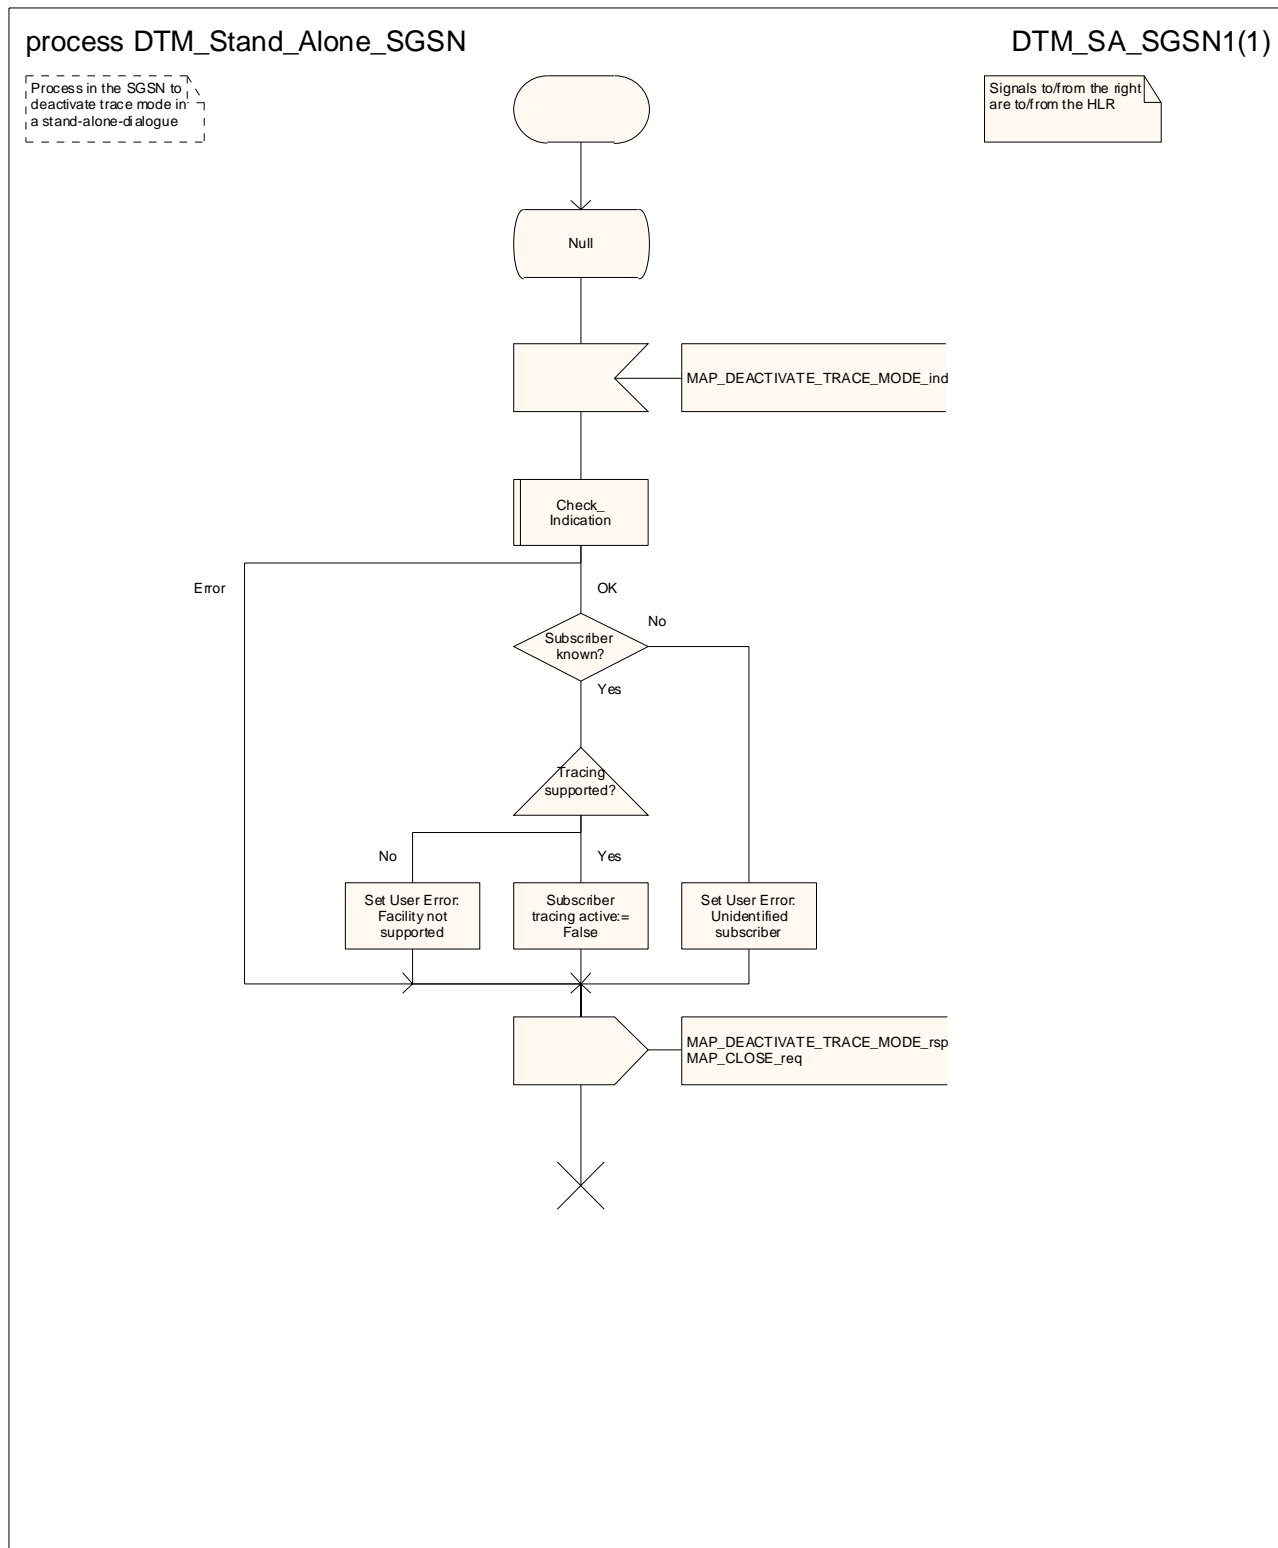 process DTM_Stand_Alone_SGSN
DTM_SA_SGSN1(1)
Process in the SGSN to
deactivate trace mode in
a stand-alone-dialogue
Signals to/from the right
are to/from the HLR
Null
MAP_DEACTIVATE_TRACE_MODE_ind
Check_
Indication
Error
OK
No
Subscriber
known?
Yes
Tracing
supported?
No
Yes
Set User Error:
Facility not
supported
Subscriber
tracing active:=
False
Set User Error:
Unidentified
subscriber
MAP_DEACTIVATE_TRACE_MODE_rsp
MAP_CLOSE_req